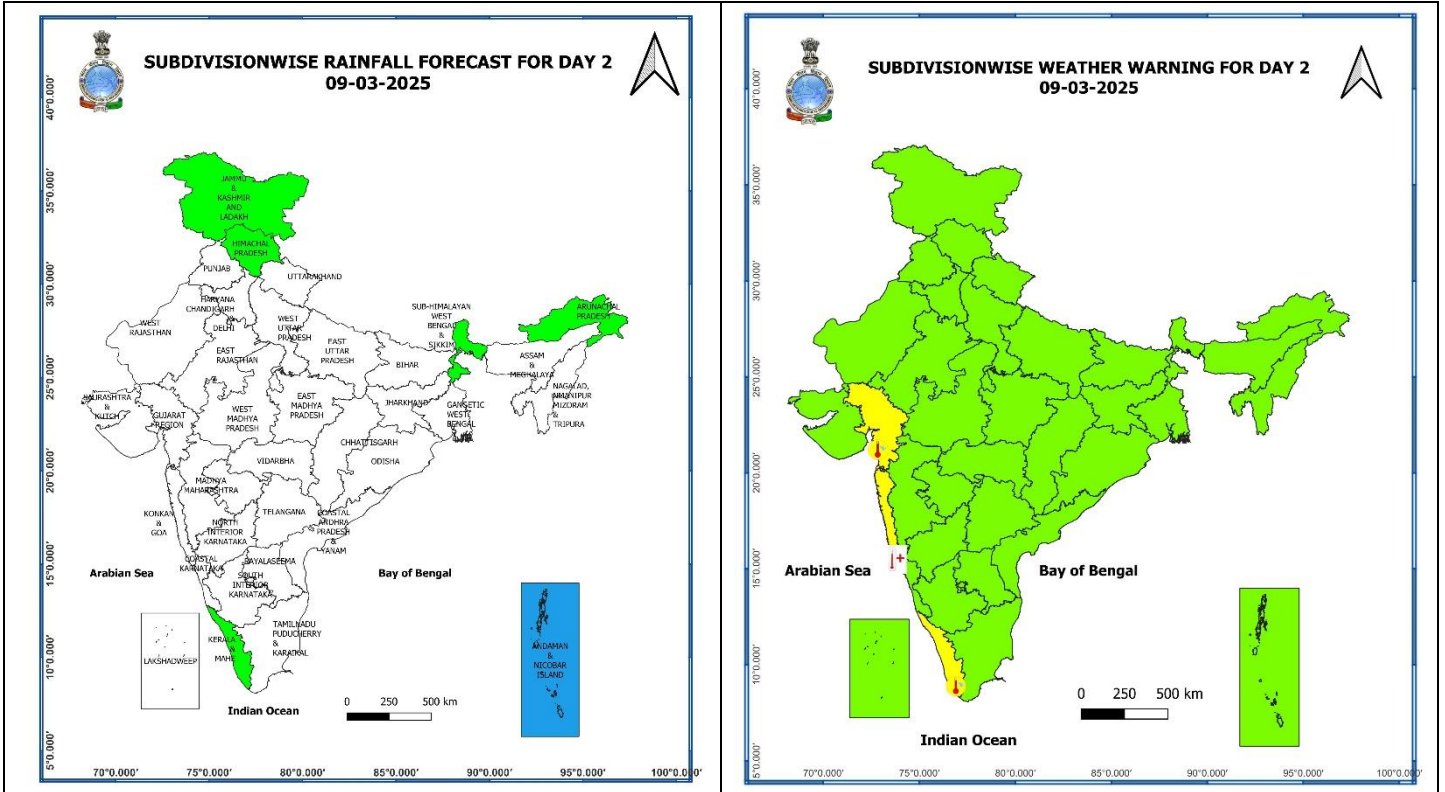 SUBDIVISIONWISE RAINFALL FORECAST FOR DAY 2
09-03-2025
40°0.000'
35°0.000'
30°0.000'
25°0.000'
20°0.000'
15°0.000'
10°0.000'
5°0.000'
JAMMU
&
KASHMIR
AND
LADAKH
HIMACHAL
PRADESH
PUNJAB
UTTARAKHAND
HARYANA
CHANDIGARH &
DELHI
WEST
RAJASTHAN
WEST
UTTAR
PRADESH
SUB-HIMALAYAN
WEST
BENGAL
&
SIKKIM
ARUNACHAL
PRADESH
EAST
RAJASTHAN
EAST
UTTAR
PRADESH
BIHAR
ASSAM
&
MEGHALAYA
NAGALAD,
MANIPUR
MIZORAM
&
TRIPURA
SAURASHTRA
&
KUTCH
GUJARAT
REGION
WEST
MADHYA
PRADESH
EAST
MADHYA
PRADESH
JHARKHAND
GANGETIC
WEST
BENGAL
CHHATTISGARH
ODISHA
VIDARBHA
MADHYA
MAHARASHTRA
KONKAN
&
GOA
NORTH
INTERIOR
KARNATAKA
TELANGANA
COASTAL
ANDHRA
PRADESH
&
YANAM
COASTAL
KARNATAKA
RAYALASEEMA
SOUTH
INTERIOR
KARNATAKA
Arabian Sea
Bay of Bengal
KERALA
&
MAHE
TAMILNADU
PUDUCHERRY
&
KARAIKAL
LAKSHADWEEP
ANDAMAN
&
NICOBAR
ISLAND
0 250 500 km
Indian Ocean
70°0.000' 75°0.000' 80°0.000' 85°0.000' 90°0.000' 95°0.000' 100°0.000'
SUBDIVISIONWISE WEATHER WARNING FOR DAY 2
09-03-2025
40°0.000'
35°0.000'
30°0.000'
25°0.000'
20°0.000'
15°0.000'
10°0.000'
5°0.000'
Arabian Sea
Bay of Bengal
0 250 500 km
Indian Ocean
70°0.000' 75°0.000' 80°0.000' 85°0.000' 90°0.000' 95°0.000' 100°0.000'